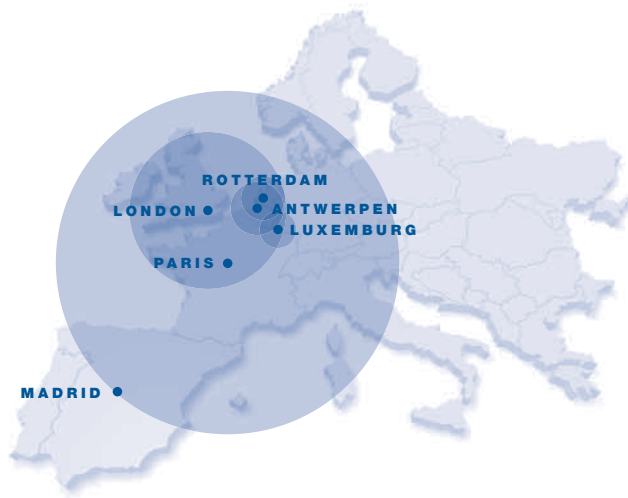 ROTTERDAM
LONDON
ANTWERPEN
LUXEMBURG
PARIS
MADRID